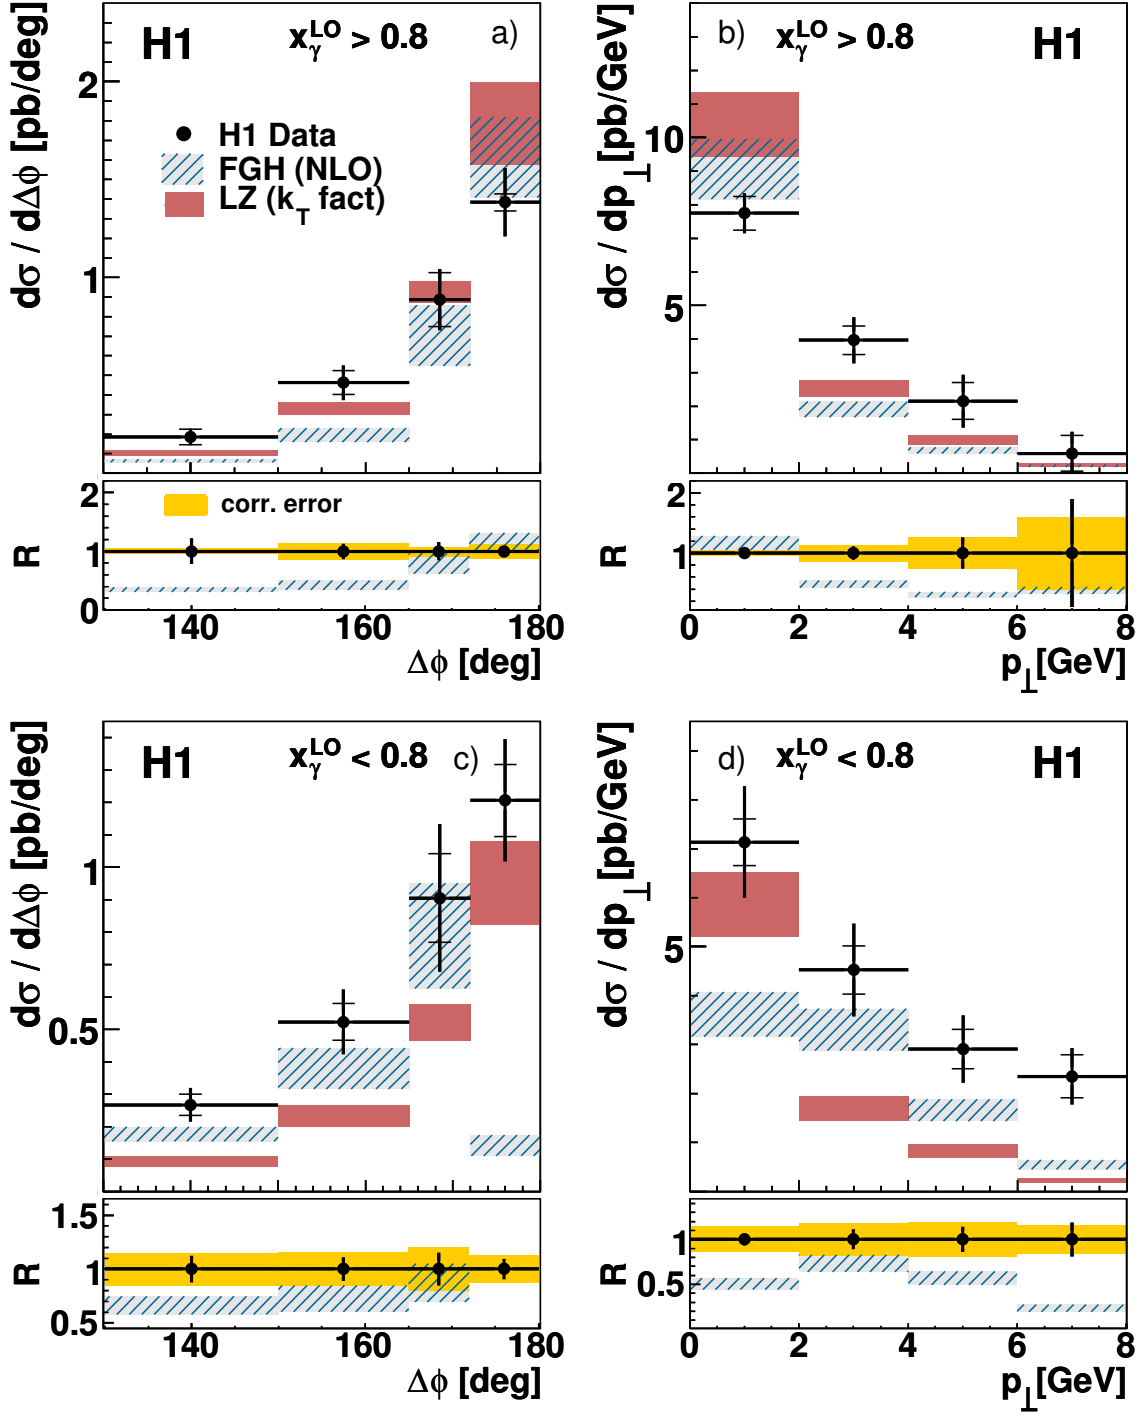 H1
x_γ^LO > 0.8
a)
dσ / dΔϕ [pb/deg]
2
1
H1 Data
FGH (NLO)
LZ (k_T fact)
corr. error
R
2
1
0
140 160 180
Δϕ [deg]
b)
x_γ^LO > 0.8
H1
dσ / dp_⊥ [pb/GeV]
10
5
R
2
1
0 2 4 6 8
p_⊥[GeV]
H1
x_γ^LO < 0.8
c)
dσ / dΔϕ [pb/deg]
1
0.5
R
1.5
1
0.5
140 160 180
Δϕ [deg]
d)
x_γ^LO < 0.8
H1
dσ / dp_⊥ [pb/GeV]
5
R
1
0.5
0 2 4 6 8
p_⊥[GeV]